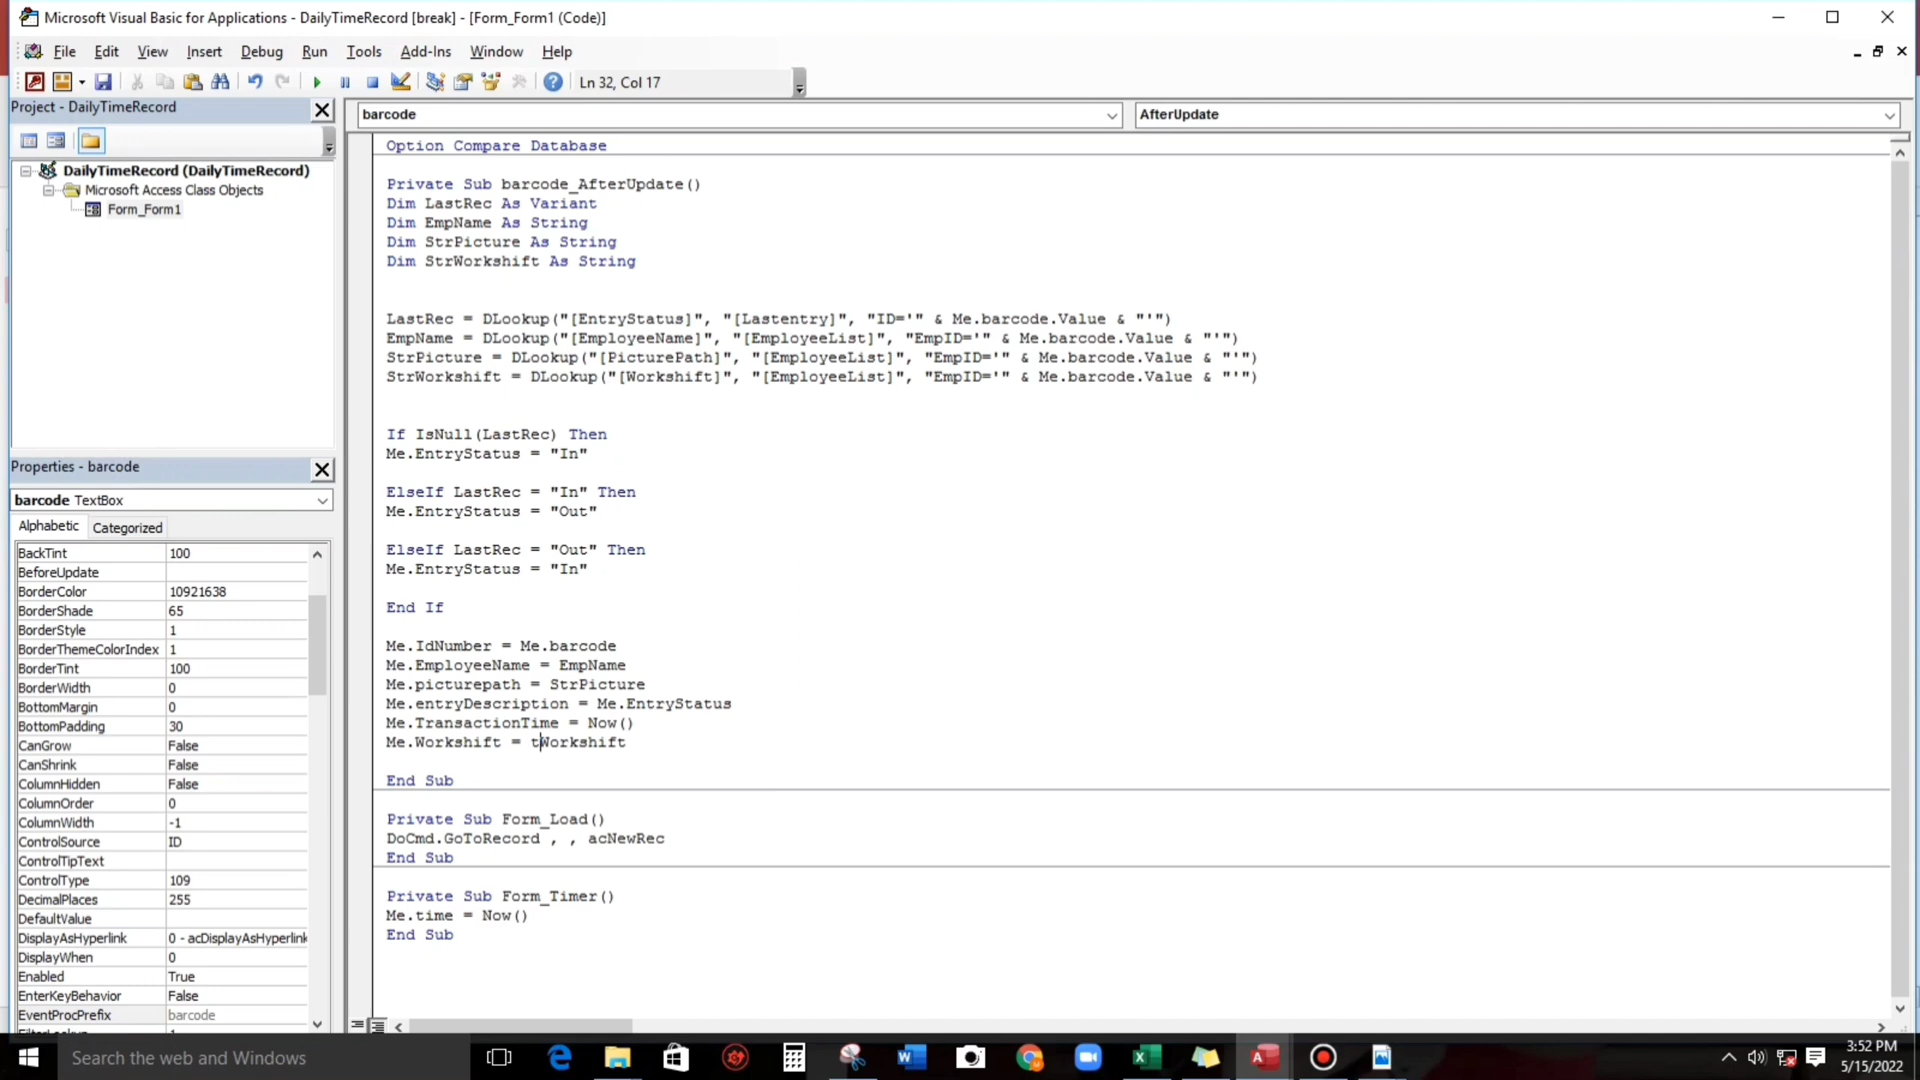 Microsoft Visual Basic for Applications - DailyTimeRecord [break] - [Form_Form1 (Code)]
File Edit View Insert Debug Run Tools Add-Ins Window Help
Ln 32, Col 17
Project - DailyTimeRecord
DailyTimeRecord (DailyTimeRecord)
Microsoft Access Class Objects
Form_Form1
Properties - barcode
barcode TextBox
Alphabetic Categorized
BackTint 100
BeforeUpdate
BorderColor 10921638
BorderShade 65
BorderStyle 1
BorderThemeColorIndex 1
BorderTint 100
BorderWidth 0
BottomMargin 0
BottomPadding 30
CanGrow False
CanShrink False
ColumnHidden False
ColumnOrder 0
ColumnWidth -1
ControlSource ID
ControlTipText
ControlType 109
DecimalPlaces 255
DefaultValue
DisplayAsHyperlink 0 - acDisplayAsHyperlink
DisplayWhen 0
Enabled True
EnterKeyBehavior False
EventProcPrefix barcode
barcode AfterUpdate
Option Compare Database
Private Sub barcode_AfterUpdate()
Dim LastRec As Variant
Dim EmpName As String
Dim StrPicture As String
Dim StrWorkshift As String
LastRec = DLookup("[EntryStatus]", "[Lastentry]", "ID='" & Me.barcode.Value & "'")
EmpName = DLookup("[EmployeeName]", "[EmployeeList]", "EmpID='" & Me.barcode.Value & "'")
StrPicture = DLookup("[PicturePath]", "[EmployeeList]", "EmpID='" & Me.barcode.Value & "'")
StrWorkshift = DLookup("[Workshift]", "[EmployeeList]", "EmpID='" & Me.barcode.Value & "'")
If IsNull(LastRec) Then
Me.EntryStatus = "In"
ElseIf LastRec = "In" Then
Me.EntryStatus = "Out"
ElseIf LastRec = "Out" Then
Me.EntryStatus = "In"
End If
Me.IdNumber = Me.barcode
Me.EmployeeName = EmpName
Me.picturepath = StrPicture
Me.entryDescription = Me.EntryStatus
Me.TransactionTime = Now()
Me.Workshift = tWorkshift
End Sub
Private Sub Form_Load()
DoCmd.GoToRecord , , acNewRec
End Sub
Private Sub Form_Timer()
Me.time = Now()
End Sub
Search the web and Windows
3:52 PM
5/15/2022